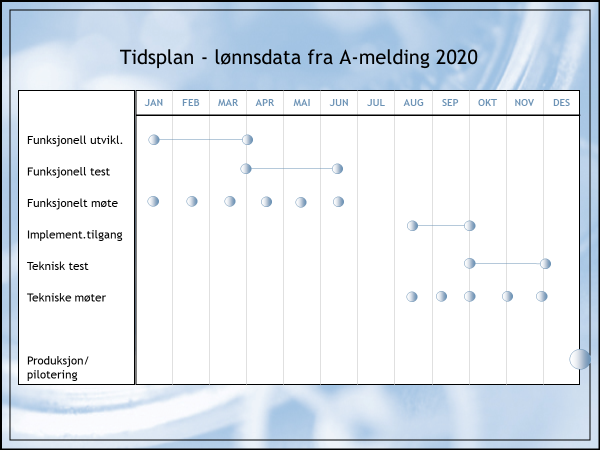 Tidsplan - lønnsdata fra A-melding 2020
JAN FEB MAR APR MAI JUN JUL AUG SEP OKT NOV DES
Funksjonell utvikl.
Funksjonell test
Funksjonelt møte
Implement.tilgang
Teknisk test
Tekniske møter
Produksjon/
pilotering